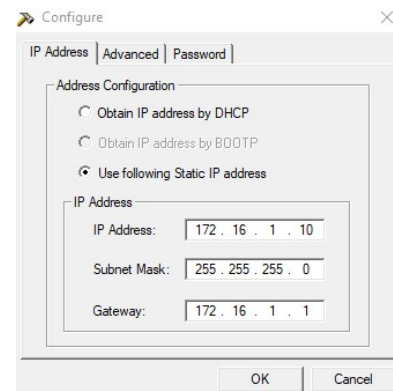 Configure
IP Address Advanced Password
Address Configuration
Obtain IP address by DHCP
Obtain IP address by BOOTP
Use following Static IP address
IP Address
IP Address: 172 . 16 . 1 . 10
Subnet Mask: 255 . 255 . 255 . 0
Gateway: 172 . 16 . 1 . 1
OK Cancel